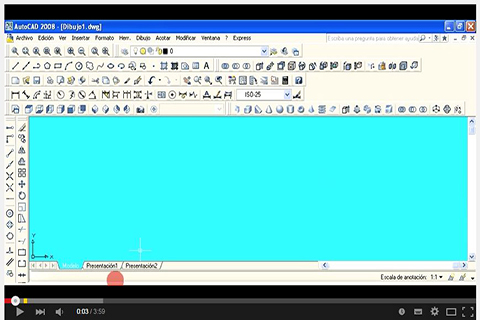 AutoCAD 2008 - [Dibujo1.dwg]
Archivo Edición Ver Insertar Formato Herr. Dibujo Acotar Modificar Ventana ? Express
Escriba una pregunta para obtener ayuda
0
A
ISO-25
Y
X
Modelo Presentación1 Presentación2
Escala de anotación: 1:1
0:03 / 3:59